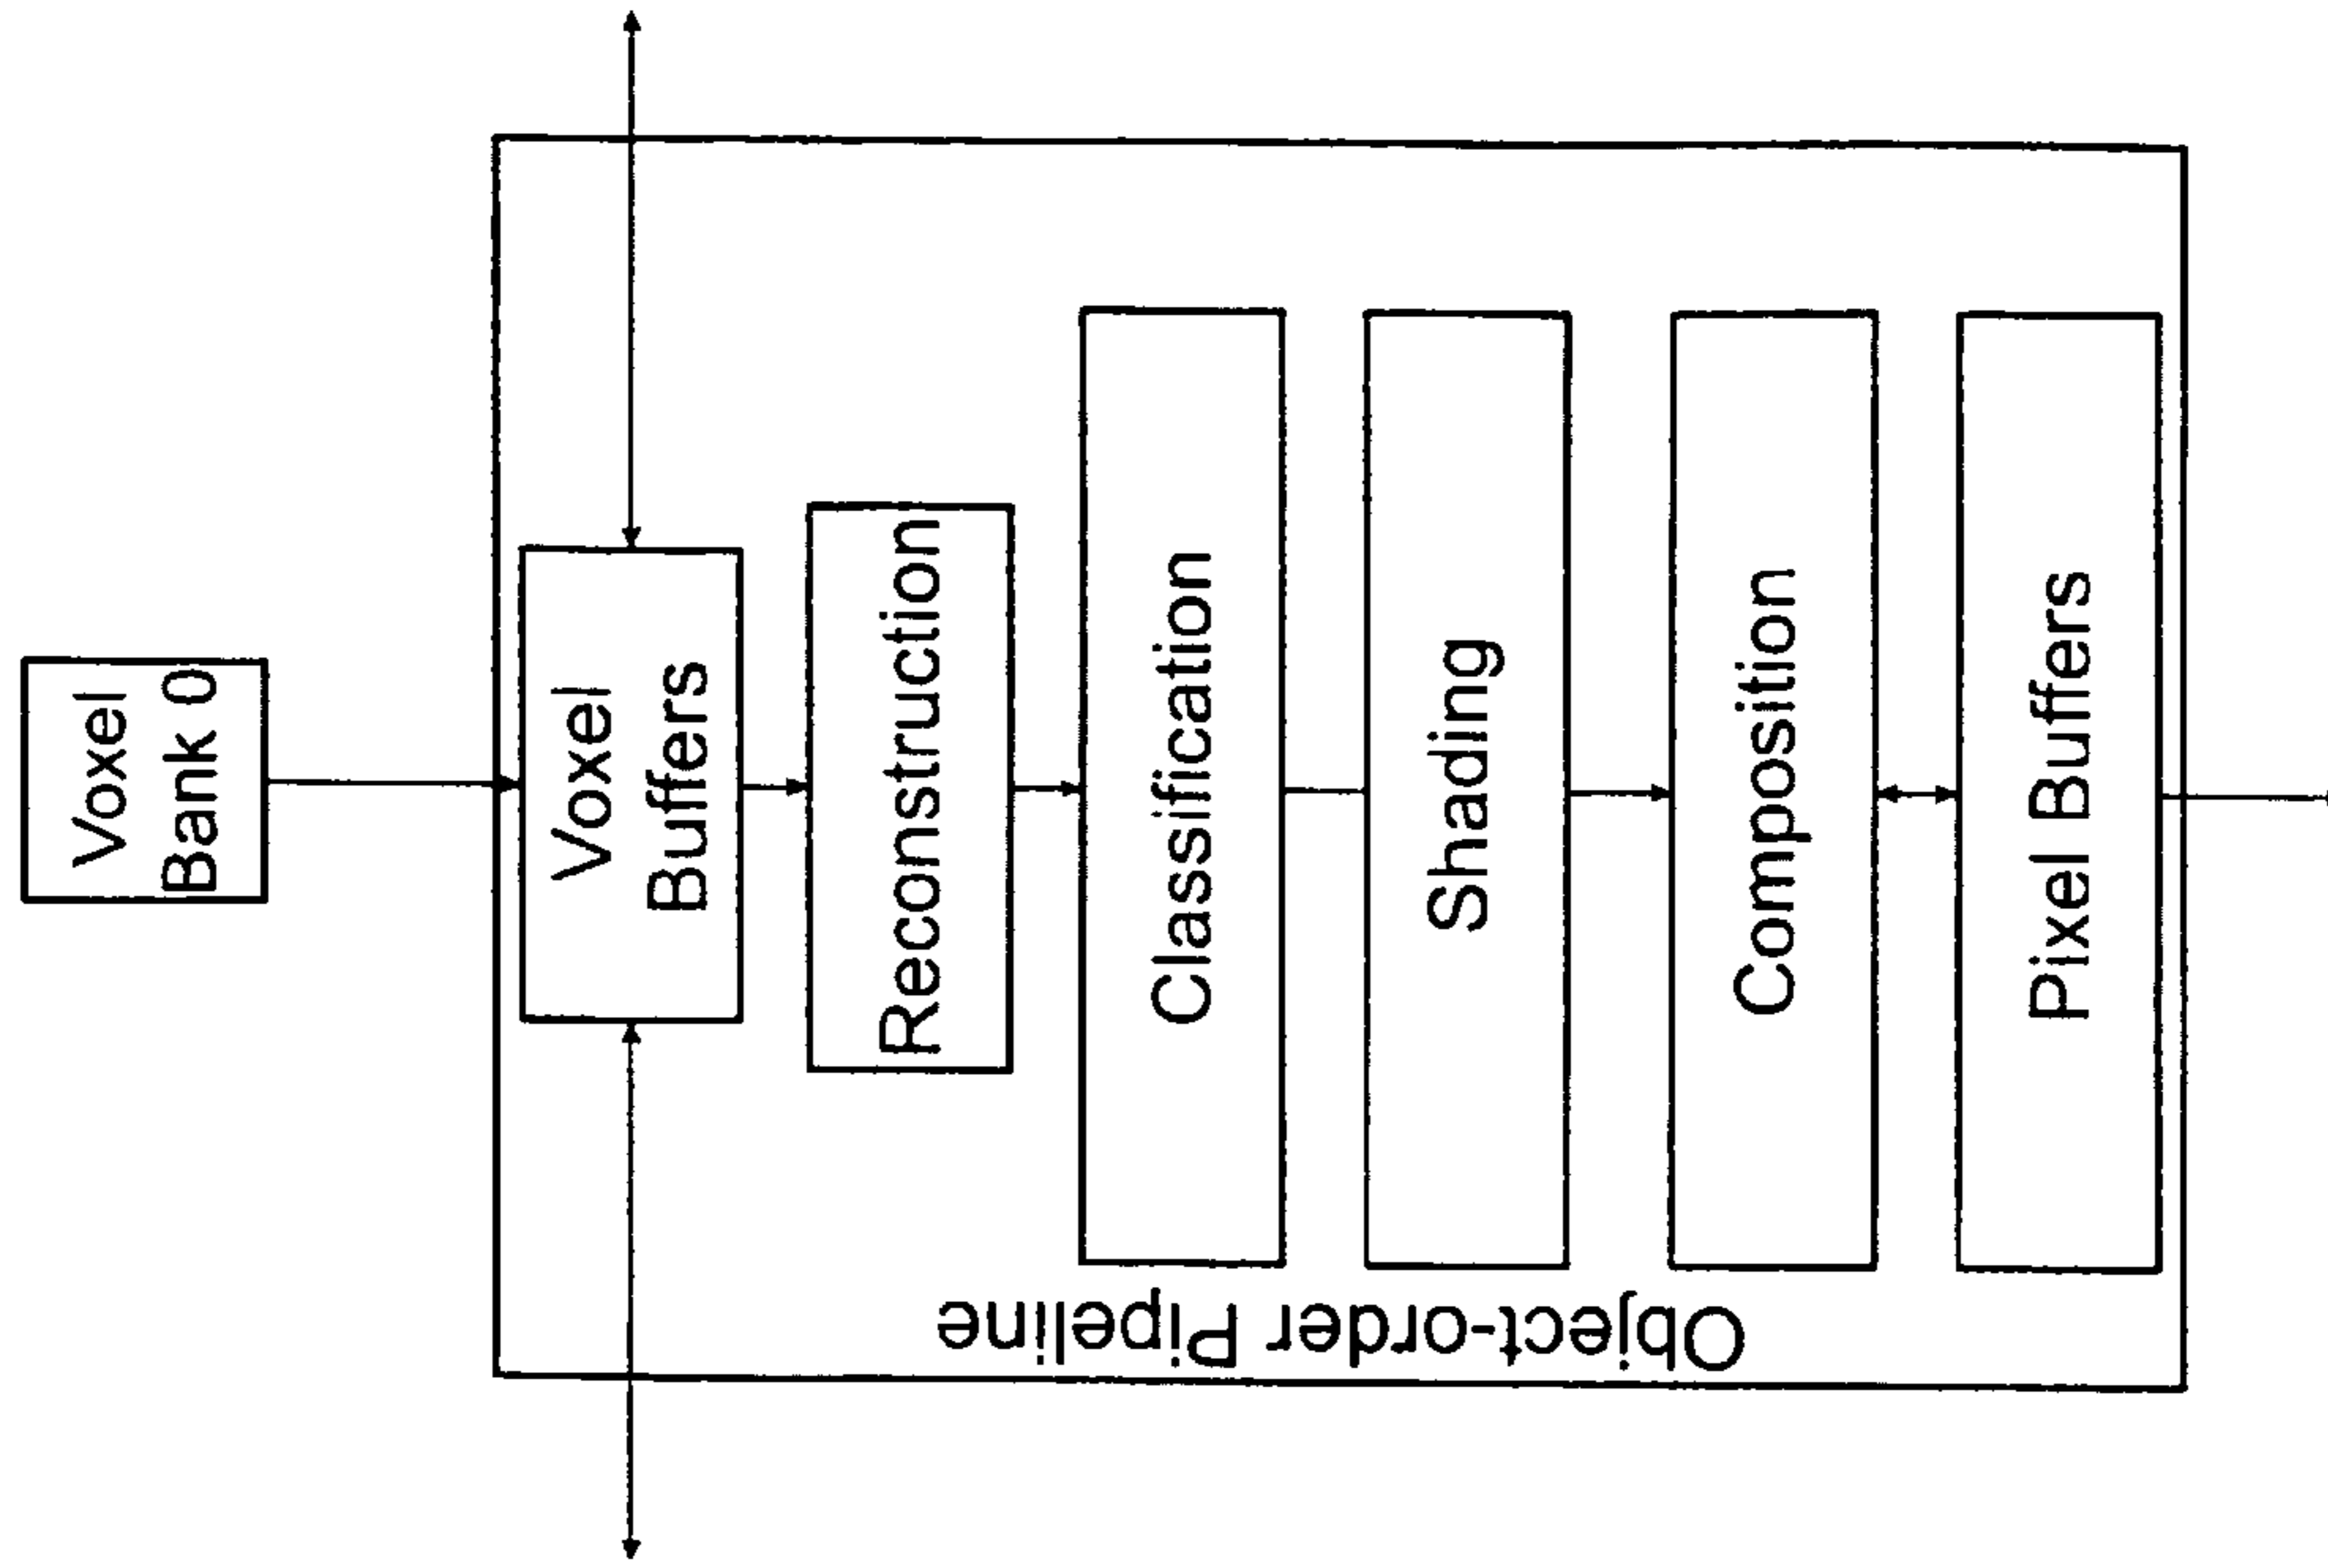 Voxel
Bank 0
Voxel
Buffers
Reconstruction
Classification
Shading
Composition
Pixel Buffers
Object-order Pipeline